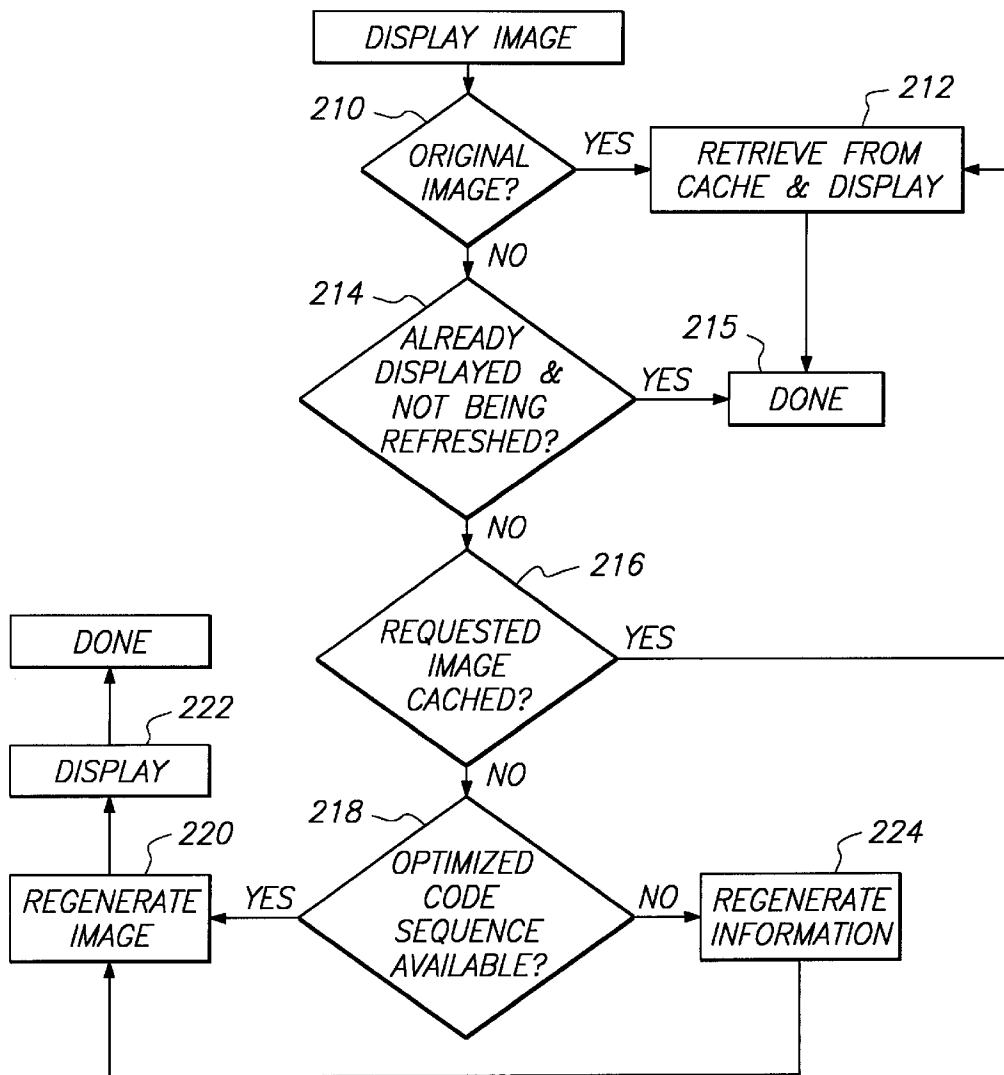 DISPLAY IMAGE
210
ORIGINAL
IMAGE?
YES
212
RETRIEVE FROM
CACHE & DISPLAY
NO
214
ALREADY
DISPLAYED &
NOT BEING
REFRESHED?
YES
215
DONE
NO
216
REQUESTED
IMAGE
CACHED?
YES
DONE
222
DISPLAY
NO
218
OPTIMIZED
CODE
SEQUENCE
AVAILABLE?
YES
220
REGENERATE
IMAGE
NO
224
REGENERATE
INFORMATION